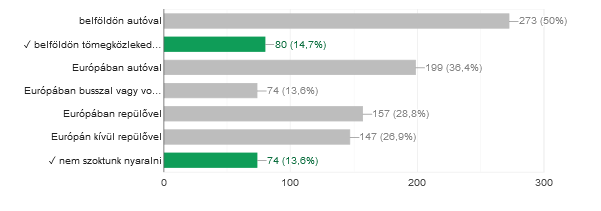 belföldön autóval
273 (50%)
✓ belföldön tömegközleked...
80 (14,7%)
Európában autóval
199 (36,4%)
Európában busszal vagy vo...
74 (13,6%)
Európában repülővel
157 (28,8%)
Európán kívül repülővel
147 (26,9%)
✓ nem szoktunk nyaralni
74 (13,6%)
0 100 200 300